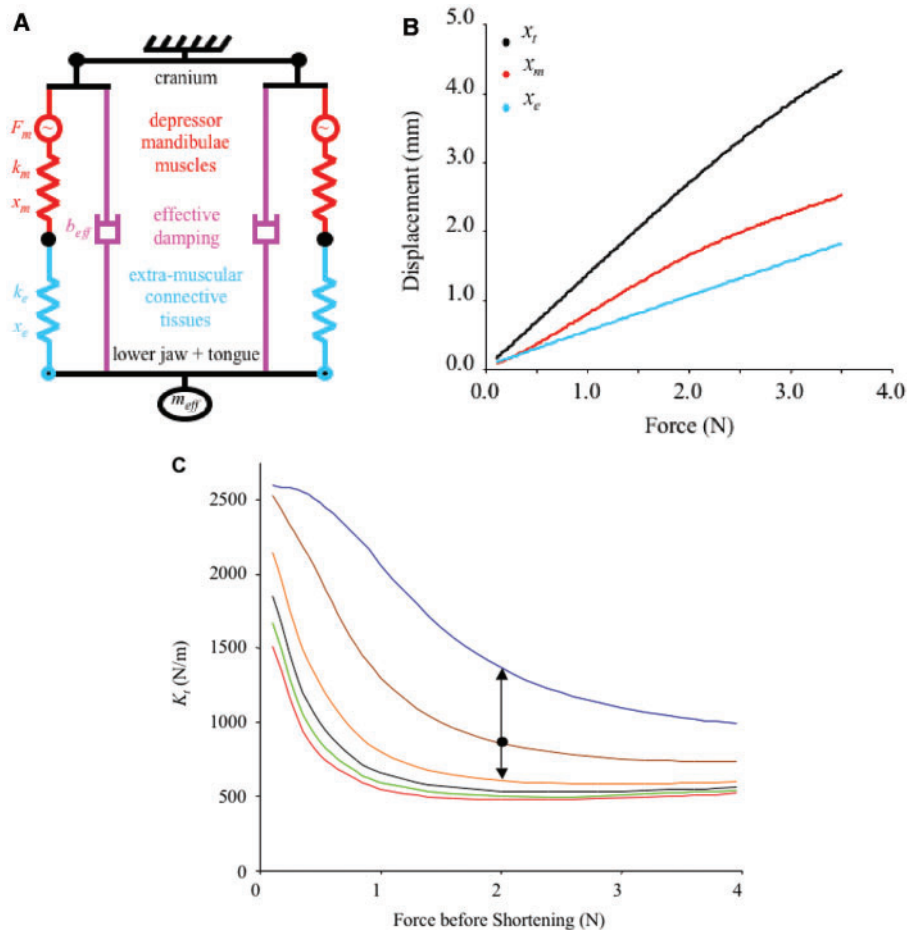 A
cranium
F_m
k_m
x_m
depressor
mandibulae
muscles
b_eff
effective
damping
k_e
x_e
extra-muscular
connective
tissues
lower jaw + tongue
m_eff
B
5.0
4.0
3.0
2.0
1.0
0.0
Displacement (mm)
x_t
x_m
x_e
0.0 1.0 2.0 3.0 4.0
Force (N)
C
2500
2000
1500
1000
500
0
K_t (N/m)
0 1 2 3 4
Force before Shortening (N)